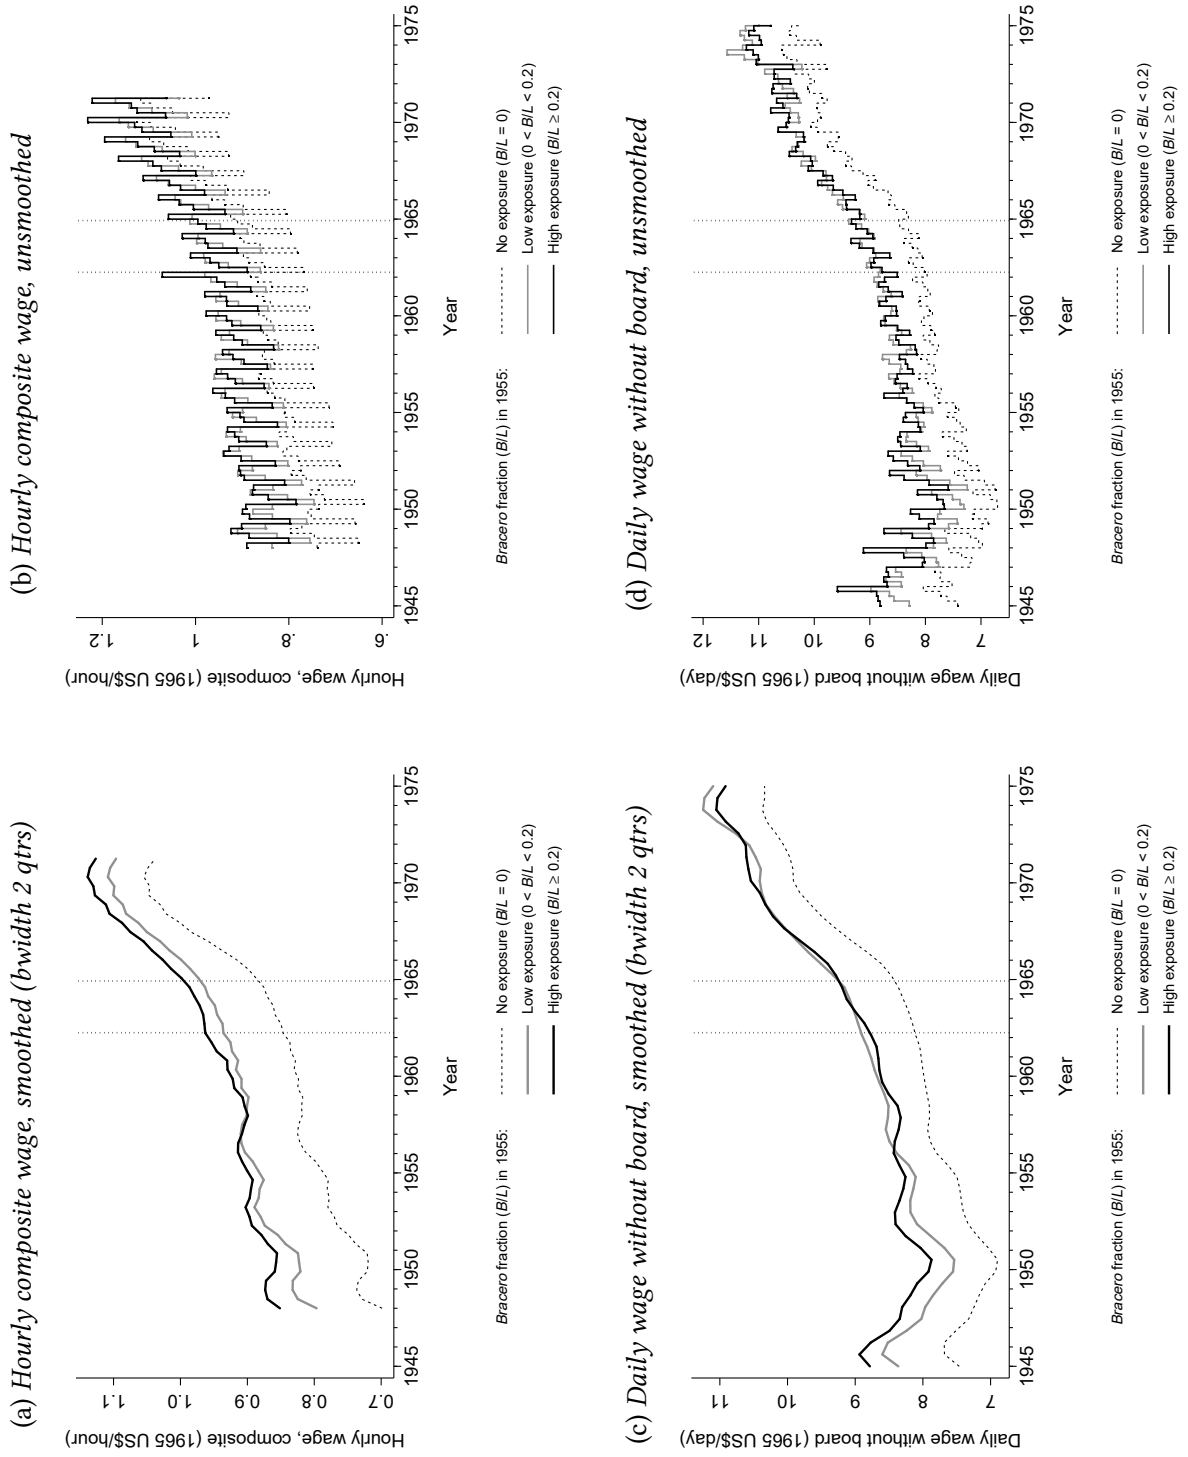 (a) Hourly composite wage, smoothed (bwidth 2 qtrs)
Hourly wage, composite (1965 US$/hour)
1.1
1.0
0.9
0.8
0.7
1945 1950 1955 1960 1965 1970 1975
Year
Bracero fraction (B/L) in 1955:
No exposure (B/L = 0)
Low exposure (0 < B/L < 0.2)
High exposure (B/L ≥ 0.2)
(b) Hourly composite wage, unsmoothed
Hourly wage, composite (1965 US$/hour)
1.2
1
.8
.6
1945 1950 1955 1960 1965 1970 1975
Year
Bracero fraction (B/L) in 1955:
No exposure (B/L = 0)
Low exposure (0 < B/L < 0.2)
High exposure (B/L ≥ 0.2)
(c) Daily wage without board, smoothed (bwidth 2 qtrs)
Daily wage without board (1965 US$/day)
11
10
9
8
7
1945 1950 1955 1960 1965 1970 1975
Year
Bracero fraction (B/L) in 1955:
No exposure (B/L = 0)
Low exposure (0 < B/L < 0.2)
High exposure (B/L ≥ 0.2)
(d) Daily wage without board, unsmoothed
Daily wage without board (1965 US$/day)
12
11
10
9
8
7
1945 1950 1955 1960 1965 1970 1975
Year
Bracero fraction (B/L) in 1955:
No exposure (B/L = 0)
Low exposure (0 < B/L < 0.2)
High exposure (B/L ≥ 0.2)